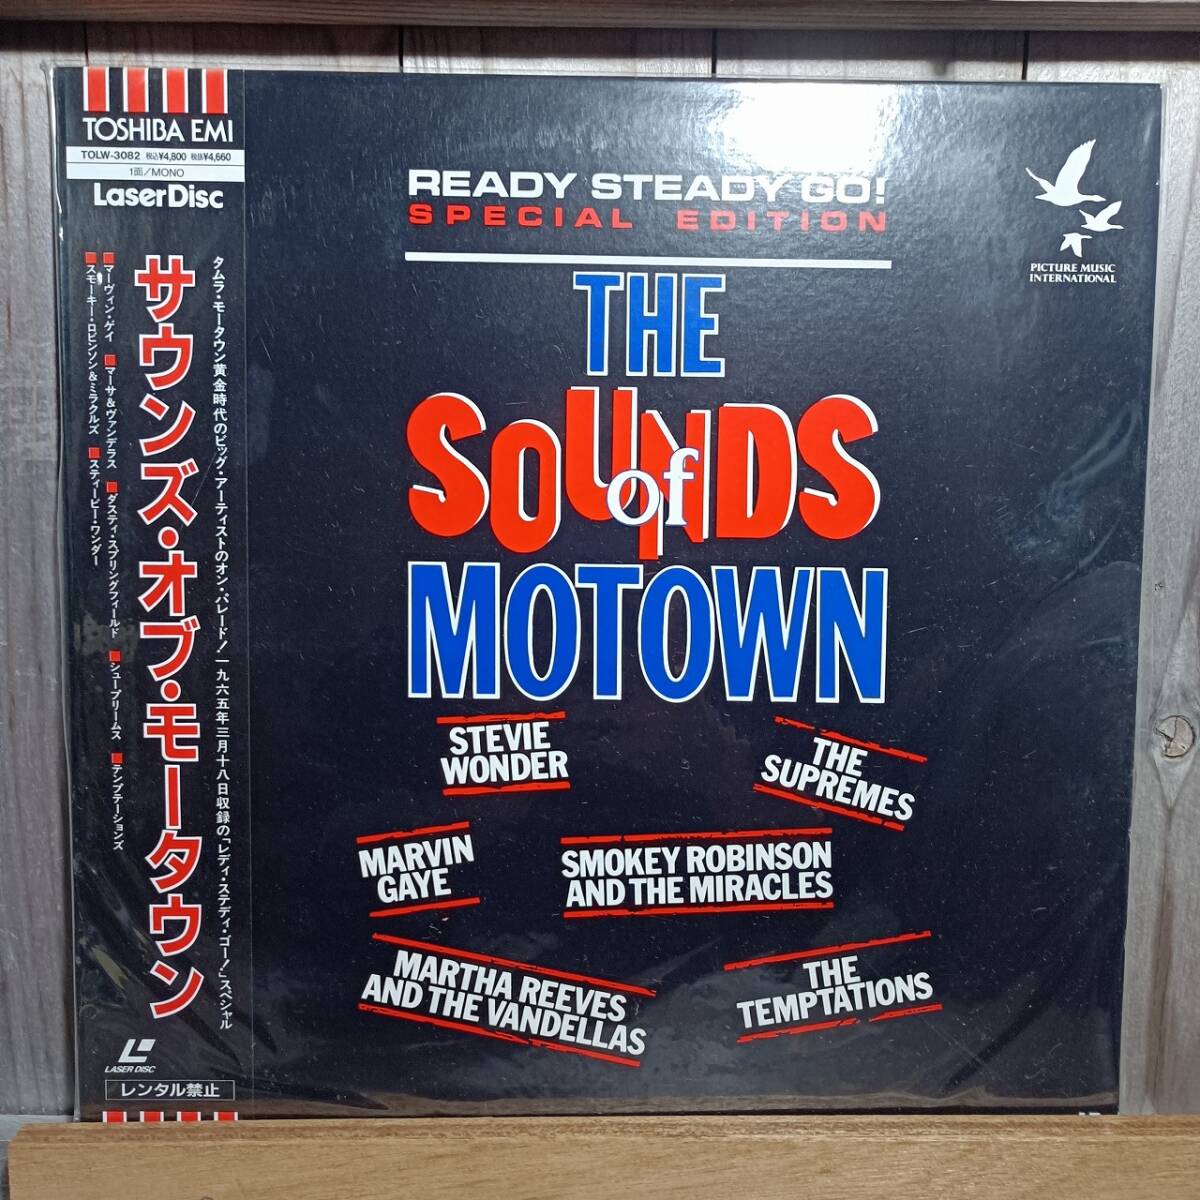 TOSHIBA EMI
TOLW-3082 税込¥4,800 税抜¥4,660
1面/MONO
LaserDisc
タムラ・モータウン黄金時代のビッグ・アーティストのオン・パレード!一九六五年三月十八日収録の「レディ・ステディ・ゴー!」スペシャル
サウンズ・オブ・モータウン
■マーヴィン・ゲイ ■マーサ&ヴァンデラス ■ダスティ・スプリングフィールド ■シュープリームス ■テンプテーションズ
■スモーキー・ロビンソン&ミラクルズ ■スティービー・ワンダー
LASER DISC
レンタル禁止
READY STEADY GO!
SPECIAL EDITION
PICTURE MUSIC
INTERNATIONAL
THE
SOUNDS
of
MOTOWN
STEVIE
WONDER
THE
SUPREMES
MARVIN
GAYE
SMOKEY ROBINSON
AND THE MIRACLES
MARTHA REEVES
AND THE VANDELLAS
THE
TEMPTATIONS